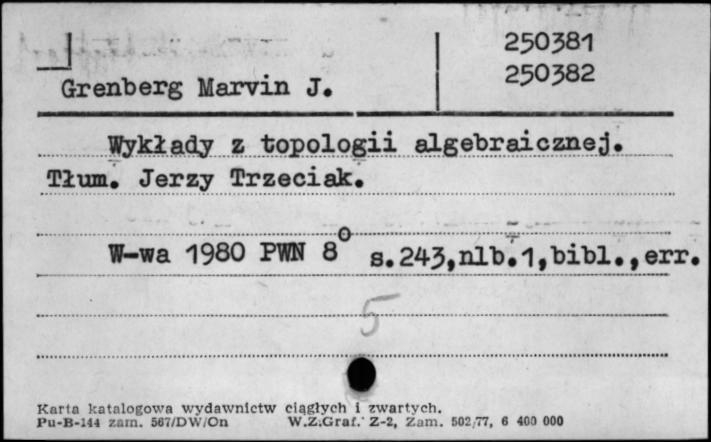 250381
250382
Grenberg Marvin J.
Wykłady z topologii algebraicznej.
Tłum. Jerzy Trzeciak.
W-wa 1980 PWN 8° s.243,nlb.1,bibl.,err.
5
Karta katalogowa wydawnictw ciągłych i zwartych.
Pu-B-144 zam. 567/DW/On W.Z.Graf. Z-2, Zam. 502/77, 6 400 000